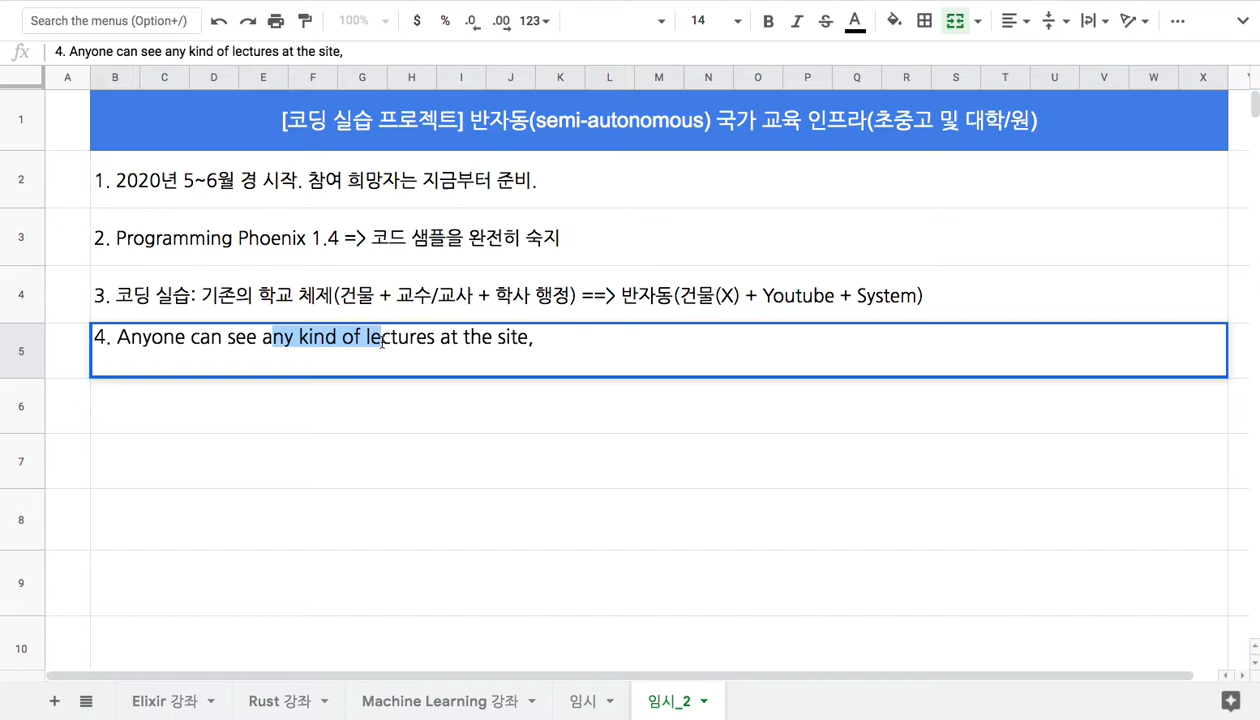 Search the menus (Option+/)
100%
$ % .0 .00 123
14
B I S A
fx 4. Anyone can see any kind of lectures at the site,
A B C D E F G H I J K L M N O P Q R S T U V W X
1 [코딩 실습 프로젝트] 반자동(semi-autonomous) 국가 교육 인프라(초중고 및 대학/원)
2 1. 2020년 5~6월 경 시작. 참여 희망자는 지금부터 준비.
3 2. Programming Phoenix 1.4 => 코드 샘플을 완전히 숙지
4 3. 코딩 실습: 기존의 학교 체제(건물 + 교수/교사 + 학사 행정) ==> 반자동(건물(X) + Youtube + System)
5 4. Anyone can see any kind of lectures at the site,
6
7
8
9
10
Elixir 강좌 Rust 강좌 Machine Learning 강좌 임시 임시_2